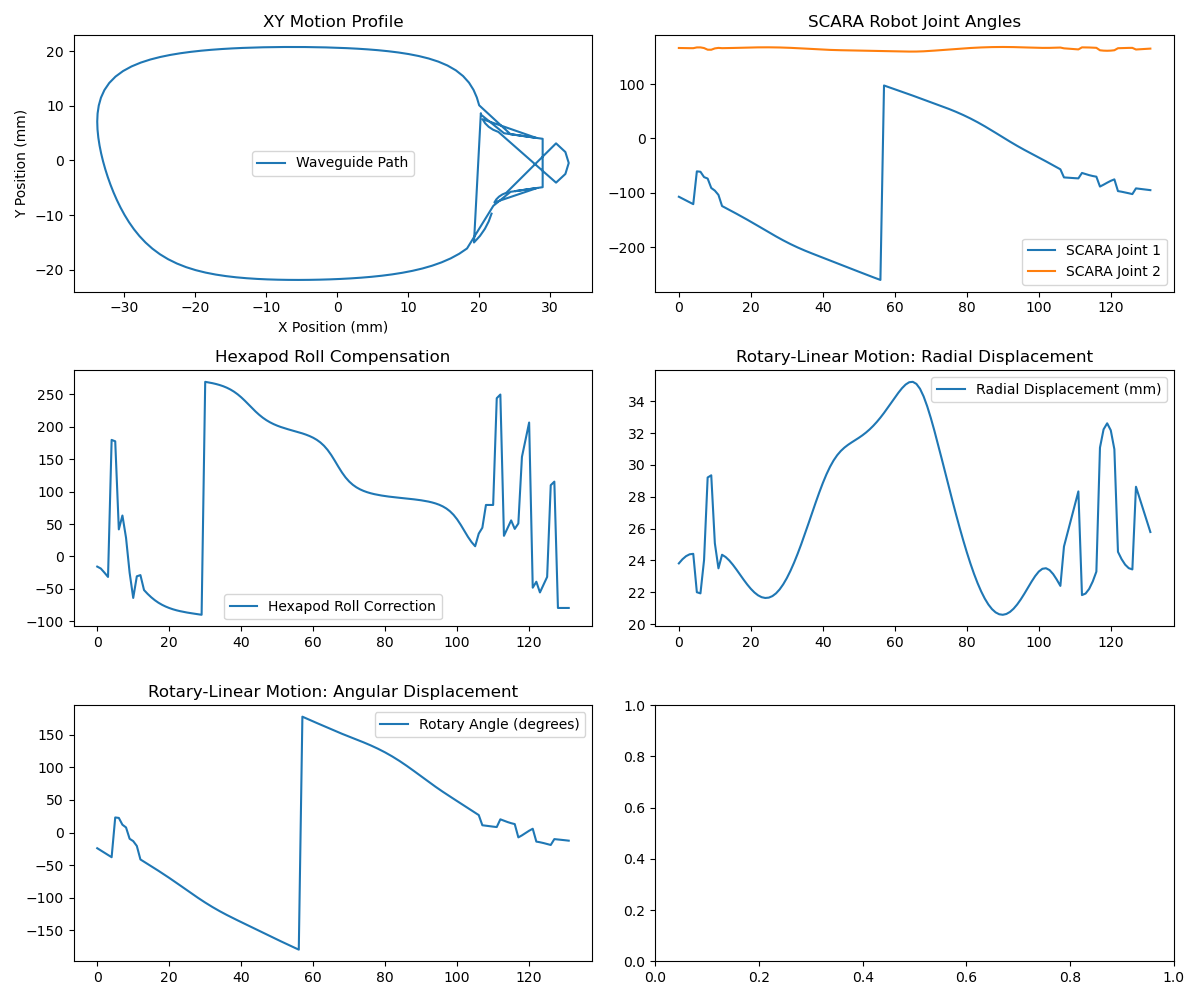 XY Motion Profile
20
10
0
−10
−20
Y Position (mm)
Waveguide Path
−30 −20 −10 0 10 20 30
X Position (mm)
SCARA Robot Joint Angles
100
0
−100
−200
SCARA Joint 1
SCARA Joint 2
0 20 40 60 80 100 120
Hexapod Roll Compensation
250
200
150
100
50
0
−50
−100
Hexapod Roll Correction
0 20 40 60 80 100 120
Rotary-Linear Motion: Radial Displacement
34
32
30
28
26
24
22
20
Radial Displacement (mm)
0 20 40 60 80 100 120
Rotary-Linear Motion: Angular Displacement
150
100
50
0
−50
−100
−150
Rotary Angle (degrees)
0 20 40 60 80 100 120
1.0
0.8
0.6
0.4
0.2
0.0
0.0 0.2 0.4 0.6 0.8 1.0